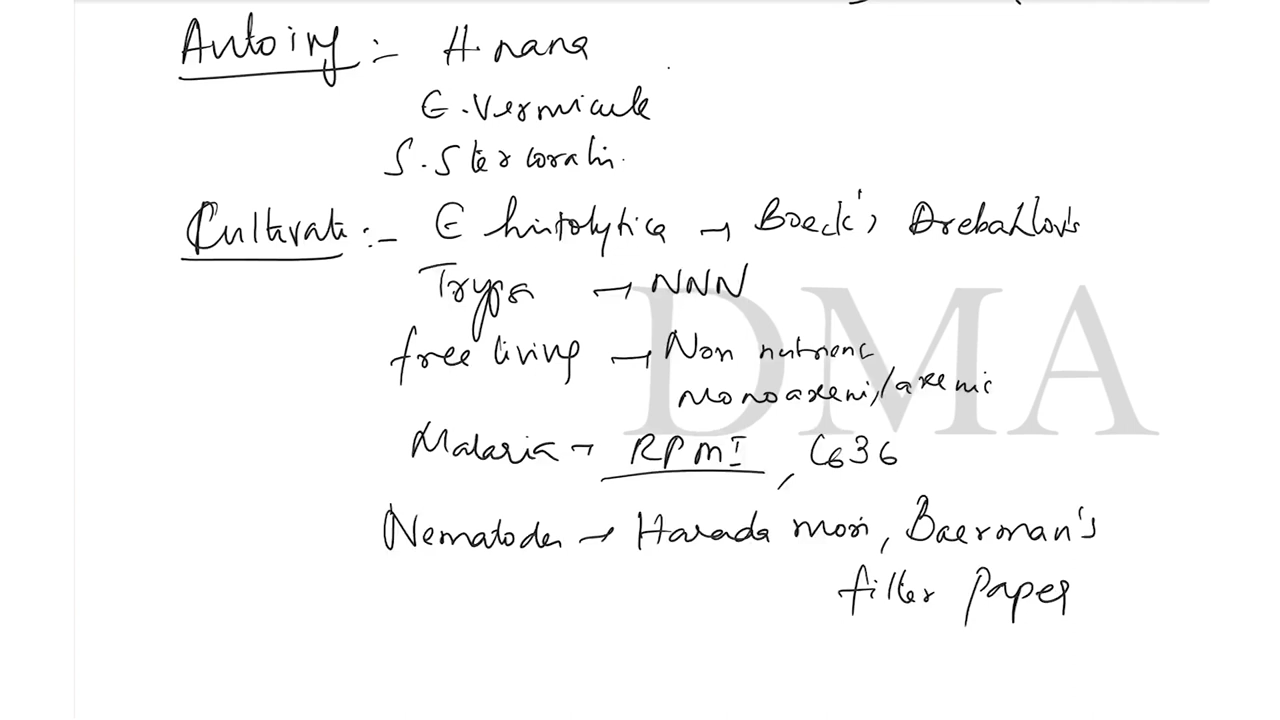 Autoinf :- H. nana
E. Vermicule
S. Stercoralis.
Cultivate :- E histolytica → Boeck's Drebahlov's
Trypa → NNN
free living → Non nutrient
Monoaxenic/axenic
Malaria → RPMI, C636
Nematodes → Harada mori, Baerman's
filter paper
DMA